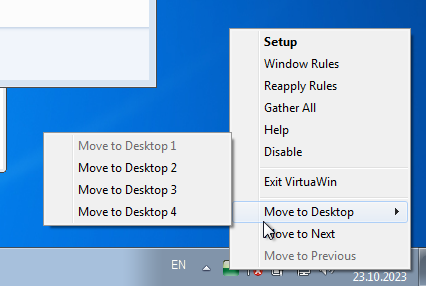 Setup
Window Rules
Reapply Rules
Gather All
Help
Disable
Exit VirtuaWin
Move to Desktop
Move to Next
Move to Previous
Move to Desktop 1
Move to Desktop 2
Move to Desktop 3
Move to Desktop 4
EN
23.10.2023